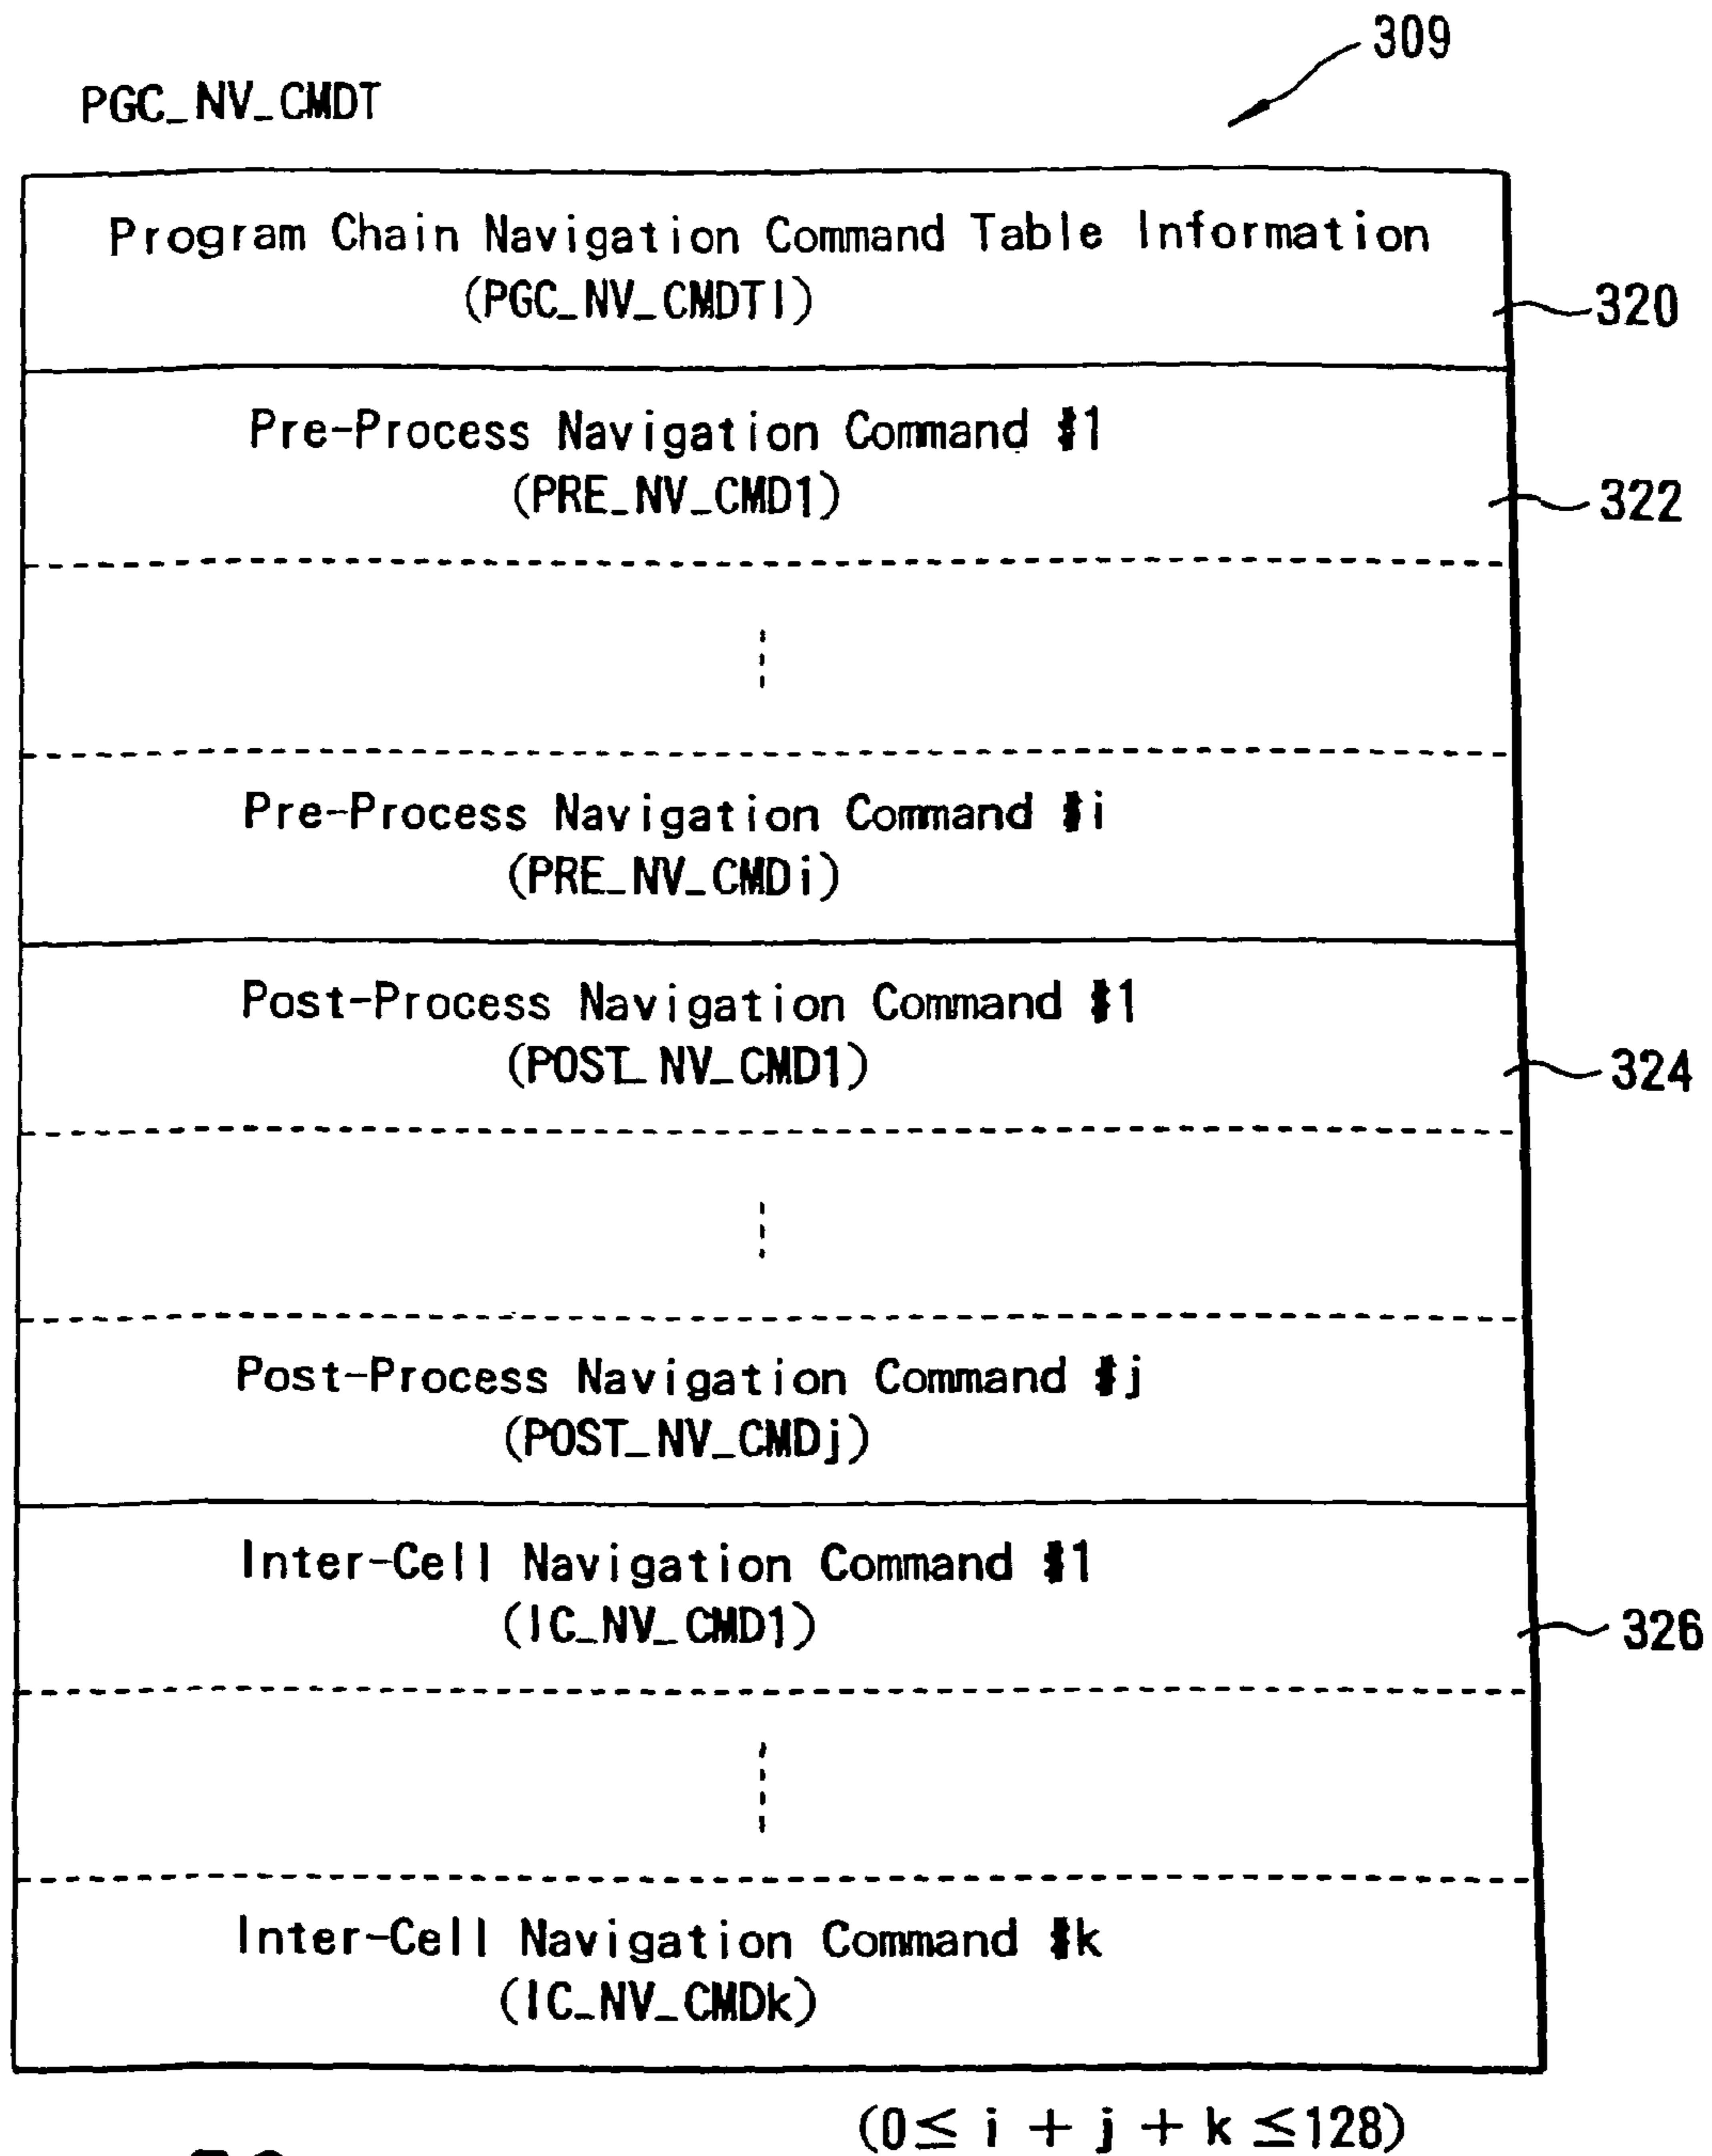 309
PGC_NV_CMDT
Program Chain Navigation Command Table Information
(PGC_NV_CMDTI)
320
Pre-Process Navigation Command #1
(PRE_NV_CMD1)
322
Pre-Process Navigation Command #i
(PRE_NV_CMDi)
Post-Process Navigation Command #1
(POST_NV_CMD1)
324
Post-Process Navigation Command #j
(POST_NV_CMDj)
Inter-Cell Navigation Command #1
(IC_NV_CMD1)
326
Inter-Cell Navigation Command #k
(IC_NV_CMDk)
(0≤ i + j + k ≤128)